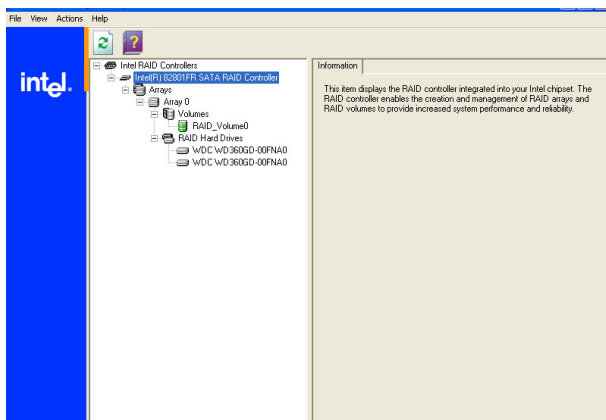 File View Actions Help
intel.
Intel RAID Controllers
Intel(R) 82801FR SATA RAID Controller
Arrays
Array 0
Volumes
RAID_Volume0
RAID Hard Drives
WDC WD360GD-00FNA0
WDC WD360GD-00FNA0
Information
This item displays the RAID controller integrated into your Intel chipset. The
RAID controller enables the creation and management of RAID arrays and
RAID volumes to provide increased system performance and reliability.